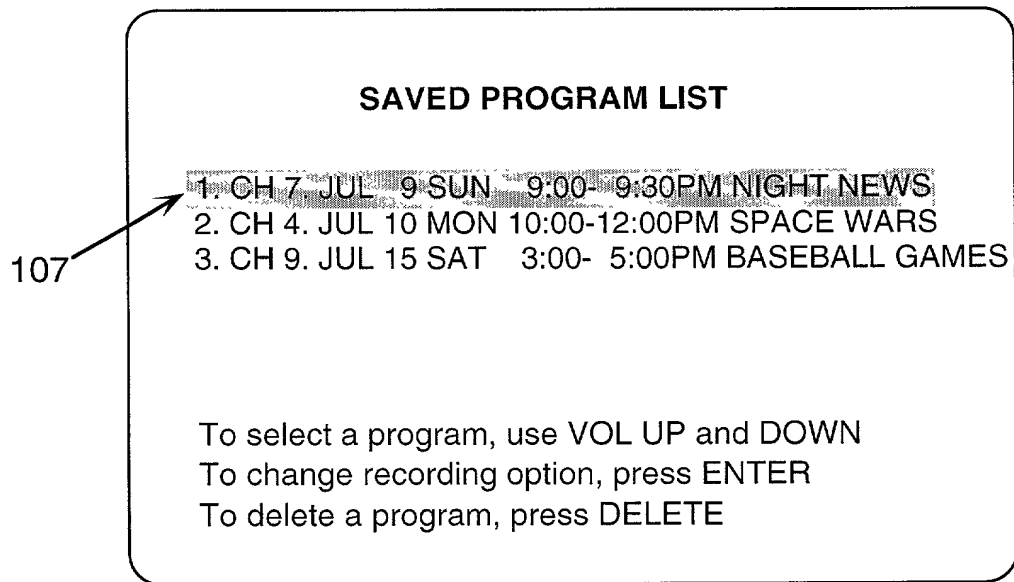 SAVED PROGRAM LIST
1. CH 7. JUL 9 SUN 9:00- 9:30PM NIGHT NEWS
2. CH 4. JUL 10 MON 10:00-12:00PM SPACE WARS
3. CH 9. JUL 15 SAT 3:00- 5:00PM BASEBALL GAMES
107
To select a program, use VOL UP and DOWN
To change recording option, press ENTER
To delete a program, press DELETE